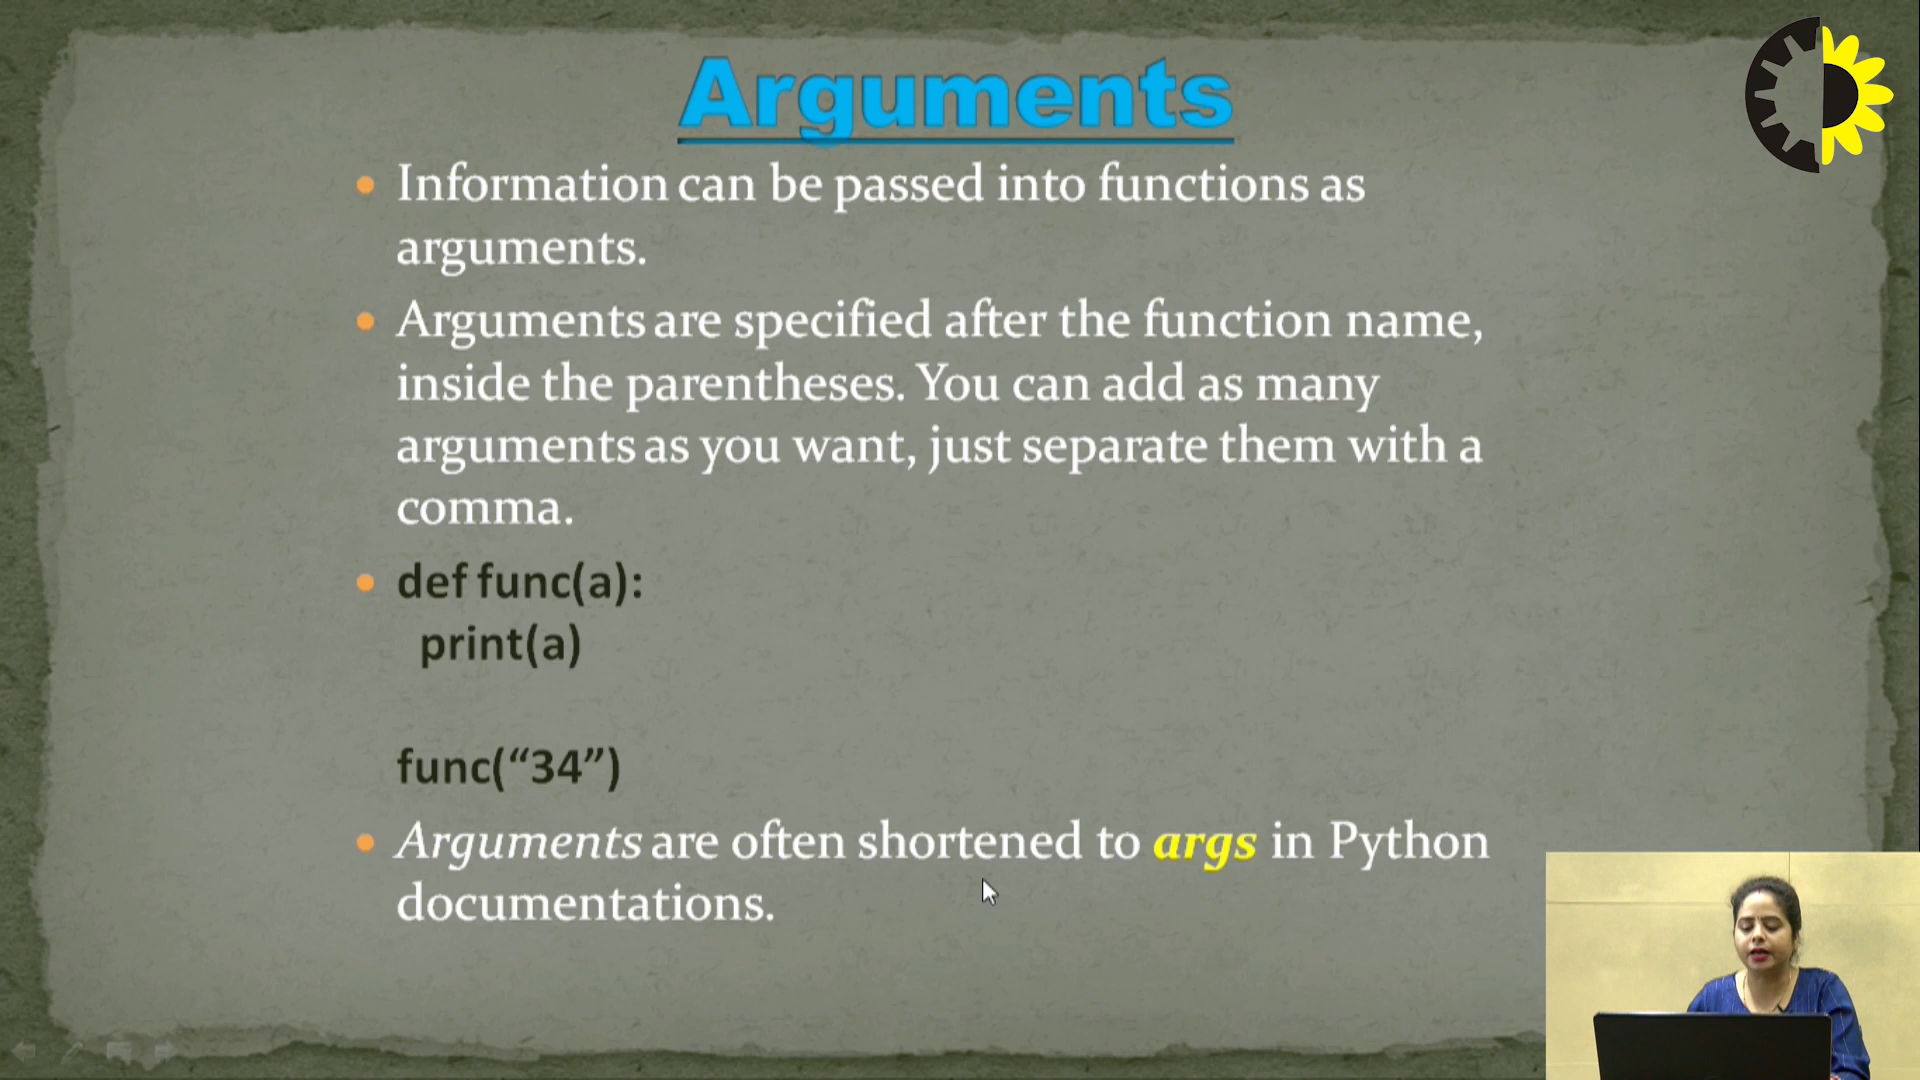 Arguments
Information can be passed into functions as
arguments.
Arguments are specified after the function name,
inside the parentheses. You can add as many
arguments as you want, just separate them with a
comma.
def func(a):
print(a)
func(“34”)
Arguments are often shortened to args in Python
documentations.